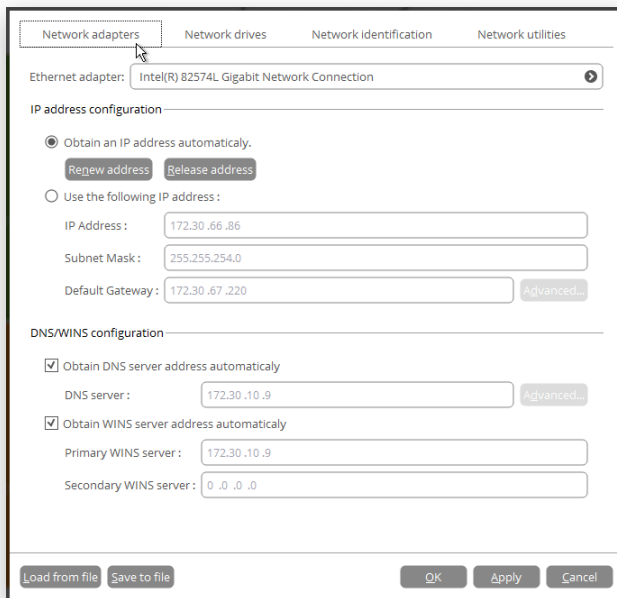 Network adapters Network drives Network identification Network utilities
Ethernet adapter: Intel(R) 82574L Gigabit Network Connection
IP address configuration
Obtain an IP address automaticaly.
Renew address Release address
Use the following IP address :
IP Address : 172.30 .66 .86
Subnet Mask : 255.255.254.0
Default Gateway : 172.30 .67 .220 Advanced...
DNS/WINS configuration
Obtain DNS server address automaticaly
DNS server : 172.30 .10 .9 Advanced...
Obtain WINS server address automaticaly
Primary WINS server : 172.30 .10 .9
Secondary WINS server : 0 .0 .0 .0
Load from file Save to file OK Apply Cancel